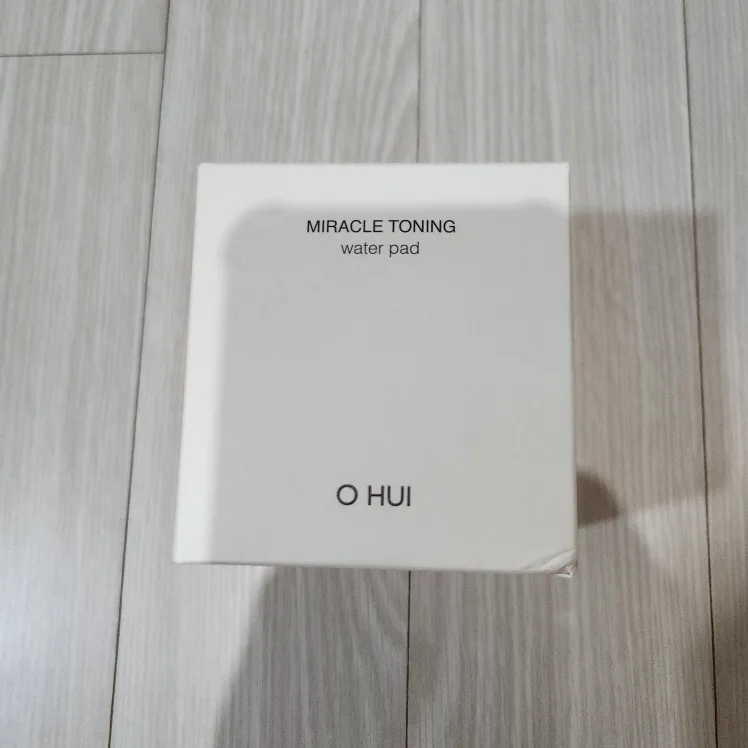 MIRACLE TONING
water pad
O HUI